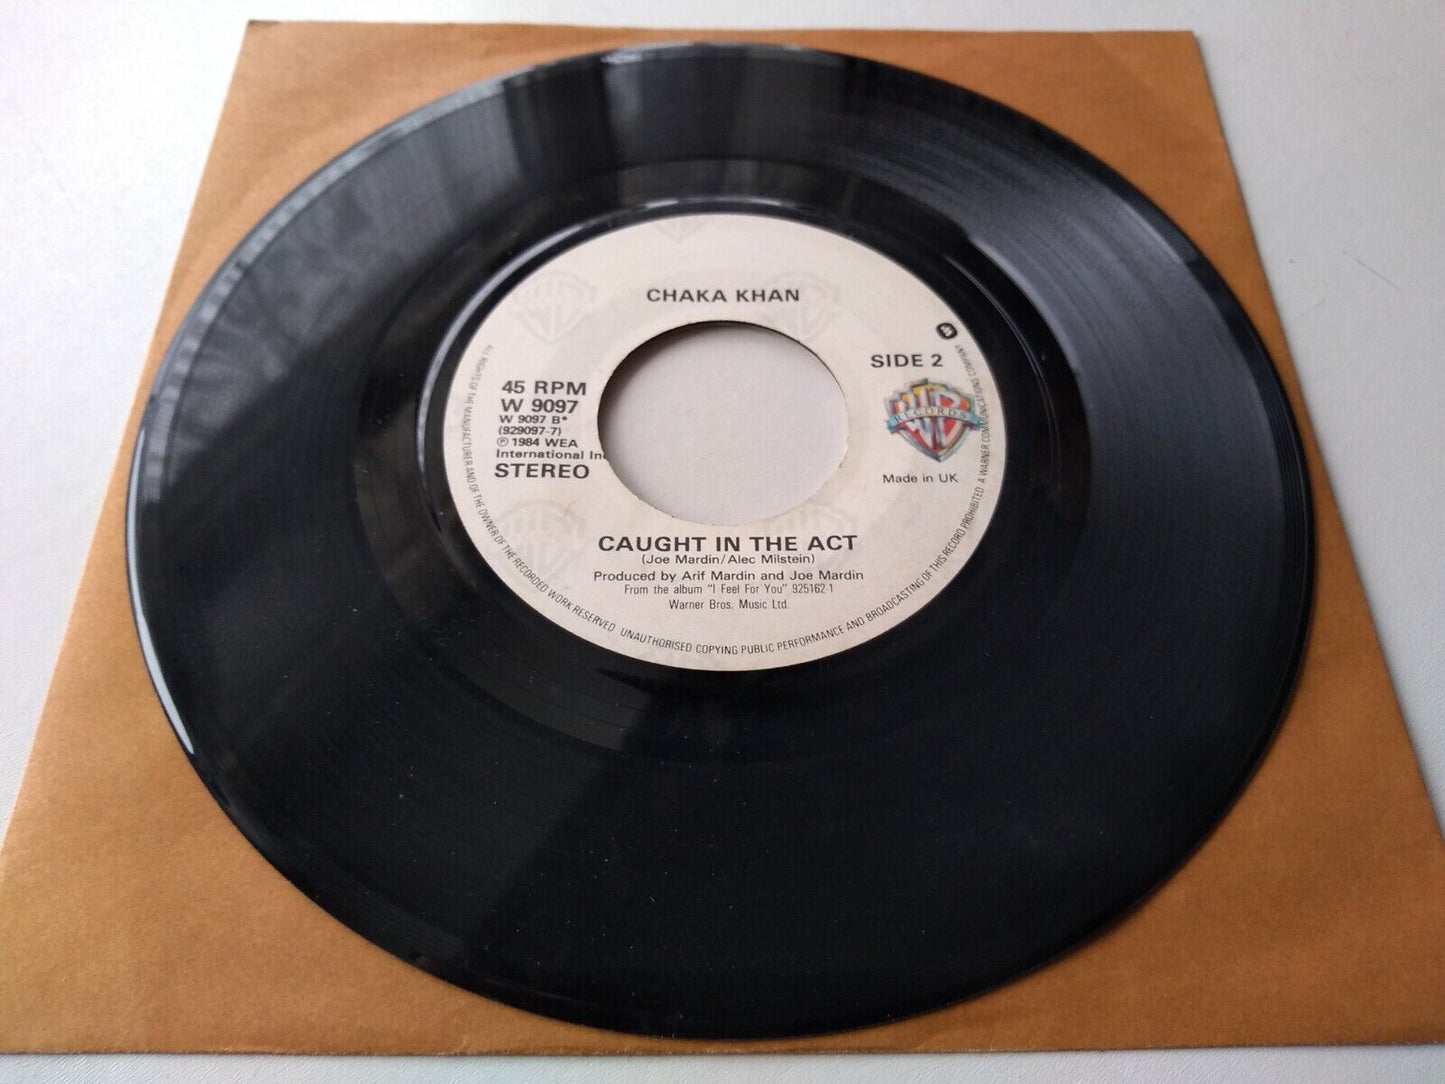 CHAKA KHAN
SIDE 2
45 RPM
W 9097
W 9097 B*
(929097-7)
℗ 1984 WEA
International Inc
STEREO
W
RECORDS
Made in UK
CAUGHT IN THE ACT
(Joe Mardin/Alec Milstein)
Produced by Arif Mardin and Joe Mardin
From the album "I Feel For You" 925162-1
Warner Bros. Music Ltd.
ALL RIGHTS OF THE MANUFACTURER AND OF THE OWNER OF THE RECORDED WORK RESERVED UNAUTHORISED COPYING PUBLIC PERFORMANCE AND BROADCASTING OF THIS RECORD PROHIBITED A WARNER COMMUNICATIONS COMPANY